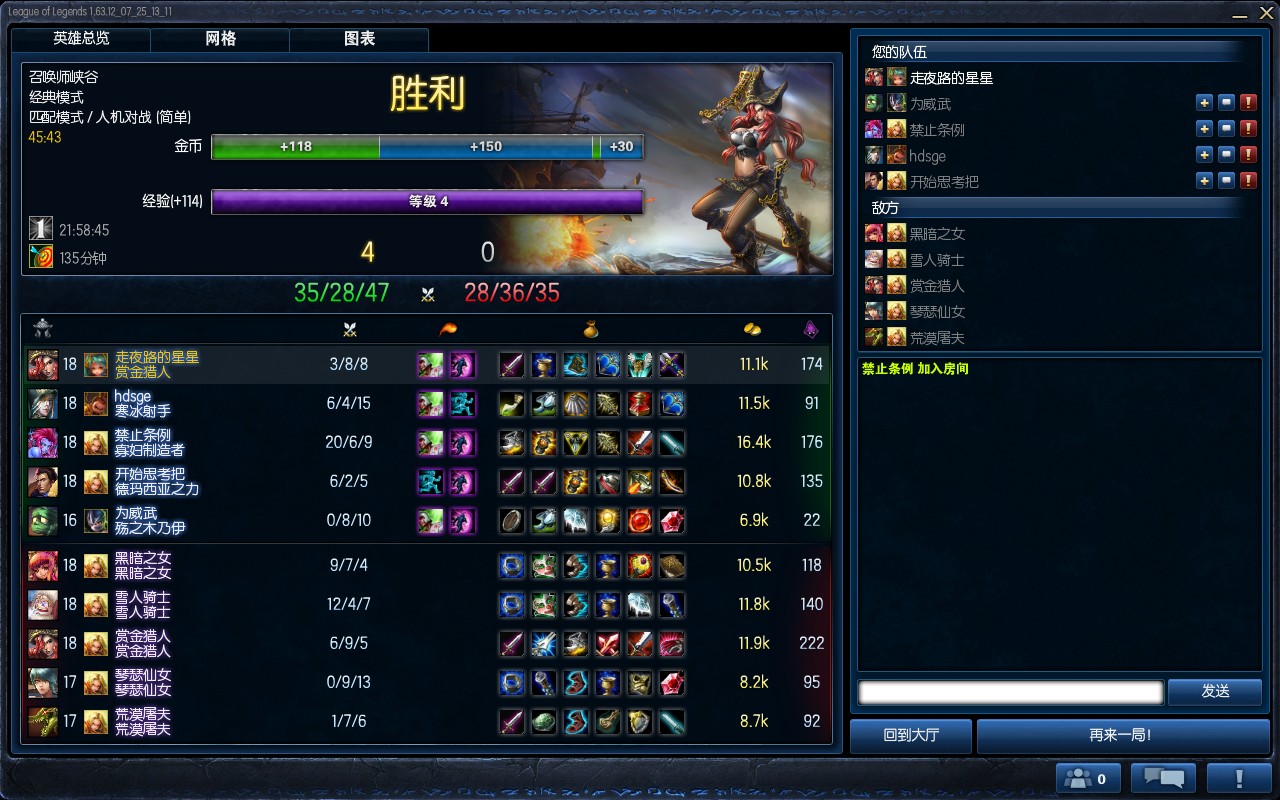 League of Legends 1.63.12_07_25_13_11
英雄总览
网格
图表
召唤师峡谷
经典模式
匹配模式 / 人机对战 (简单)
45:43
胜利
金币
+118
+150
+30
经验(+114)
等级 4
21:58:45
135分钟
4
0
35/28/47
28/36/35
18
走夜路的星星
赏金猎人
3/8/8
11.1k
174
18
hdsge
寒冰射手
6/4/15
11.5k
91
18
禁止条例
寡妇制造者
20/6/9
16.4k
176
18
开始思考把
德玛西亚之力
6/2/5
10.8k
135
16
为威武
殇之木乃伊
0/8/10
6.9k
22
18
黑暗之女
黑暗之女
9/7/4
10.5k
118
18
雪人骑士
雪人骑士
12/4/7
11.8k
140
18
赏金猎人
赏金猎人
6/9/5
11.9k
222
17
琴瑟仙女
琴瑟仙女
0/9/13
8.2k
95
17
荒漠屠夫
荒漠屠夫
1/7/6
8.7k
92
您的队伍
走夜路的星星
为威武
禁止条例
hdsge
开始思考把
敌方
黑暗之女
雪人骑士
赏金猎人
琴瑟仙女
荒漠屠夫
禁止条例 加入房间
发送
回到大厅
再来一局!
0